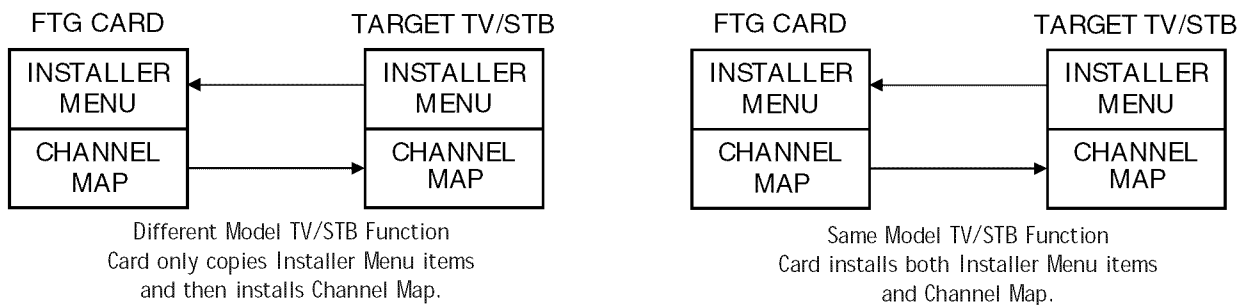 FTG CARD
TARGET TV/STB
INSTALLER
MENU
INSTALLER
MENU
CHANNEL
MAP
CHANNEL
MAP
Different Model TV/STB Function
Card only copies Installer Menu items
and then installs Channel Map.
FTG CARD
TARGET TV/STB
INSTALLER
MENU
INSTALLER
MENU
CHANNEL
MAP
CHANNEL
MAP
Same Model TV/STB Function
Card installs both Installer Menu items
and Channel Map.